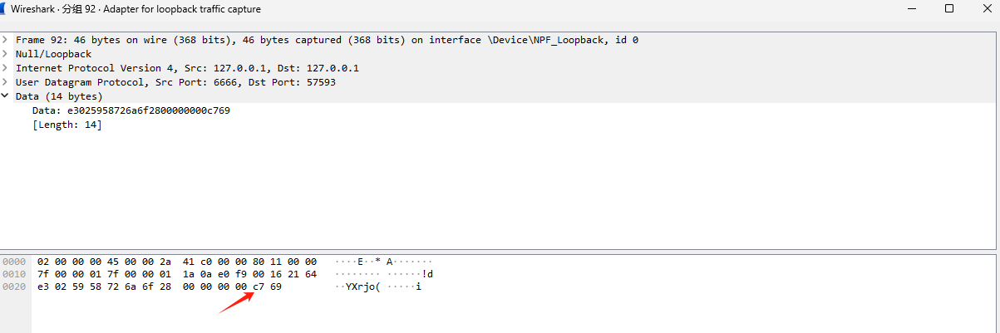 Wireshark · 分组 92 · Adapter for loopback traffic capture
Frame 92: 46 bytes on wire (368 bits), 46 bytes captured (368 bits) on interface \Device\NPF_Loopback, id 0
Null/Loopback
Internet Protocol Version 4, Src: 127.0.0.1, Dst: 127.0.0.1
User Datagram Protocol, Src Port: 6666, Dst Port: 57593
Data (14 bytes)
Data: e3025958726a6f2800000000c769
[Length: 14]
0000 02 00 00 00 45 00 00 2a 41 c0 00 00 80 11 00 00 ····E··* A·······
0010 7f 00 00 01 7f 00 00 01 1a 0a e0 f9 00 16 21 64 ········ ······!d
0020 e3 02 59 58 72 6a 6f 28 00 00 00 00 c7 69 ··YXrjo( ·····i